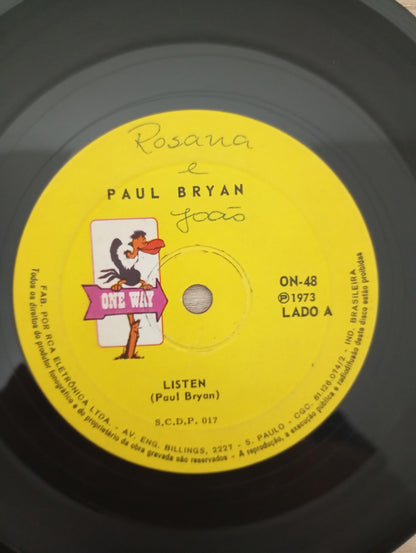 Rosana
e
PAUL BRYAN
João
ONE WAY
ON-48
Ⓟ1973
LADO A
LISTEN
(Paul Bryan)
S.C.D.P. 017
FAB. POR RCA ELETRÔNICA LTDA. - AV. ENG. BILLINGS, 2227 - S. PAULO - CGC. 61.126.074/2 - IND. BRASILEIRA
Todos os direitos do produtor fonográfico e do proprietário da obra gravada são reservados - A reprodução, a execução pública e radiodifusão deste disco estão proibidas